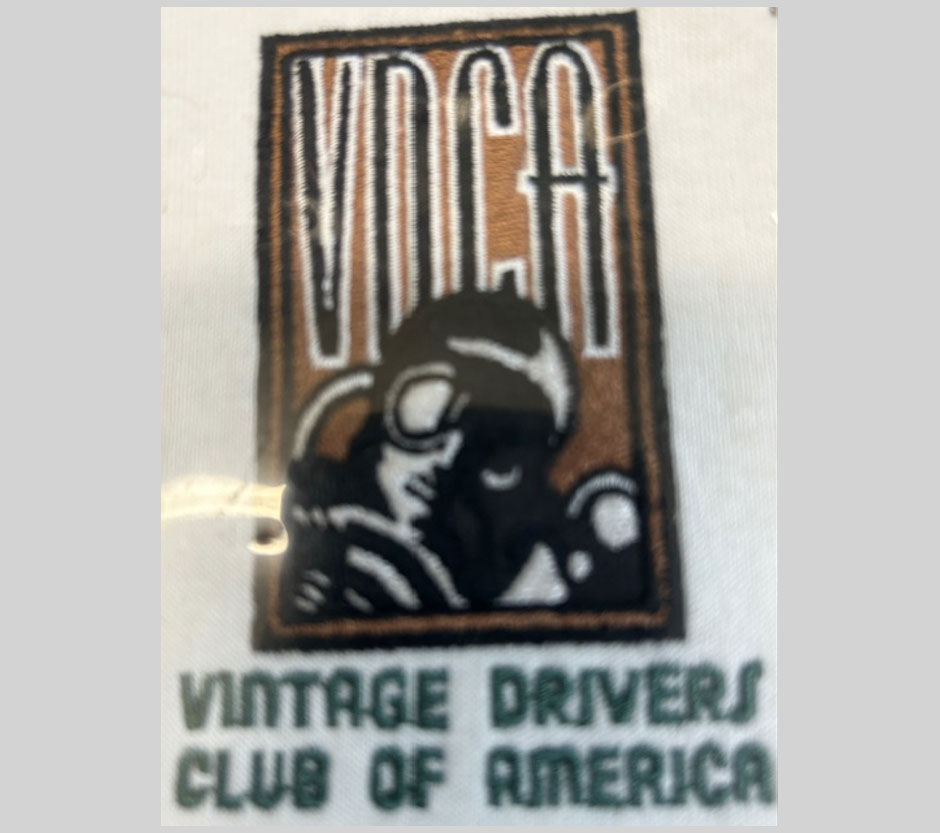 VDCA
VINTAGE DRIVERS
CLUB OF AMERICA